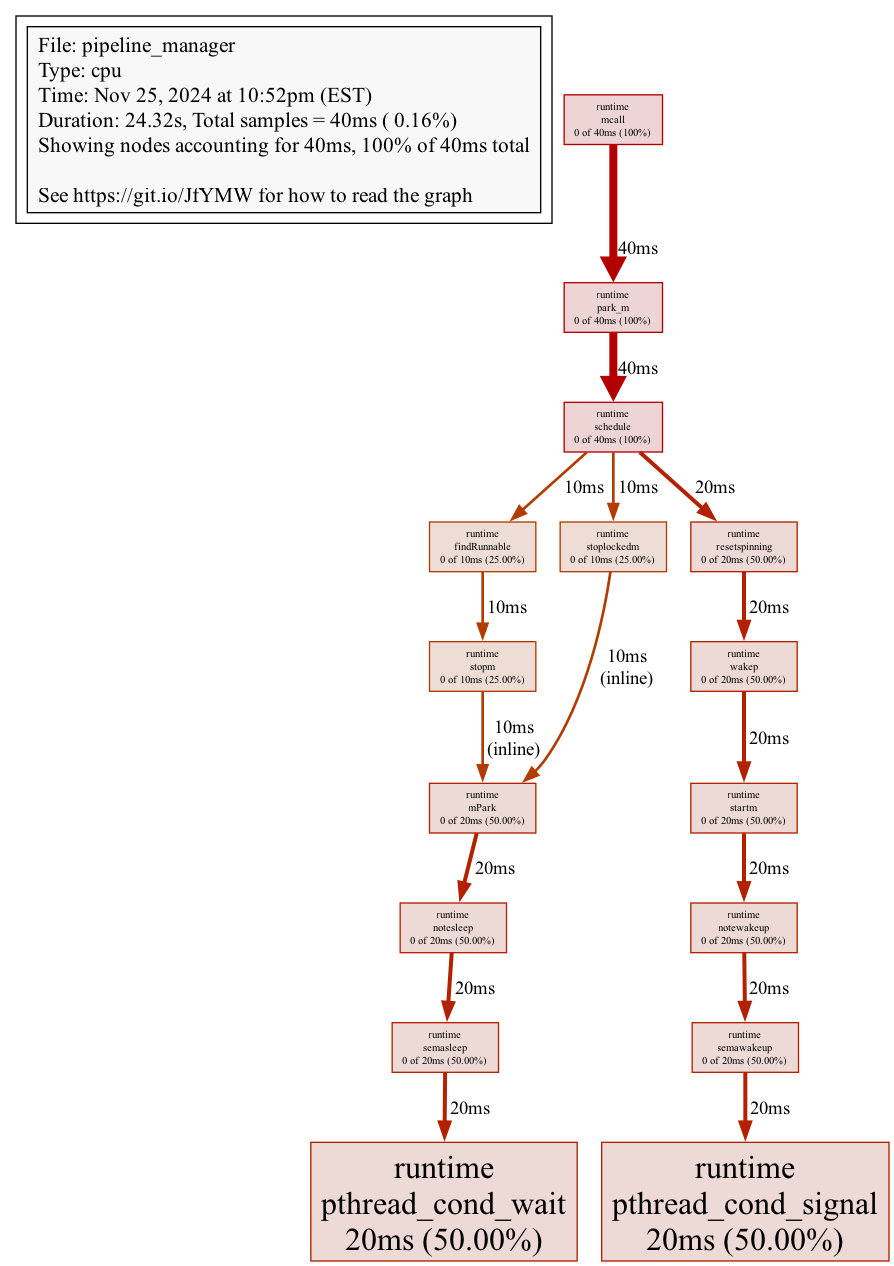 File: pipeline_manager
Type: cpu
Time: Nov 25, 2024 at 10:52pm (EST)
Duration: 24.32s, Total samples = 40ms ( 0.16%)
Showing nodes accounting for 40ms, 100% of 40ms total
See https://git.io/JfYMW for how to read the graph
runtime
mcall
0 of 40ms (100%)
40ms
runtime
park_m
0 of 40ms (100%)
40ms
runtime
schedule
0 of 40ms (100%)
10ms
10ms
20ms
runtime
findRunnable
0 of 10ms (25.00%)
runtime
stoplockedm
0 of 10ms (25.00%)
runtime
resetspinning
0 of 20ms (50.00%)
10ms
10ms
(inline)
20ms
runtime
stopm
0 of 10ms (25.00%)
runtime
wakep
0 of 20ms (50.00%)
10ms
(inline)
20ms
runtime
mPark
0 of 20ms (50.00%)
runtime
startm
0 of 20ms (50.00%)
20ms
20ms
runtime
notesleep
0 of 20ms (50.00%)
runtime
notewakeup
0 of 20ms (50.00%)
20ms
20ms
runtime
semasleep
0 of 20ms (50.00%)
runtime
semawakeup
0 of 20ms (50.00%)
20ms
20ms
runtime
pthread_cond_wait
20ms (50.00%)
runtime
pthread_cond_signal
20ms (50.00%)